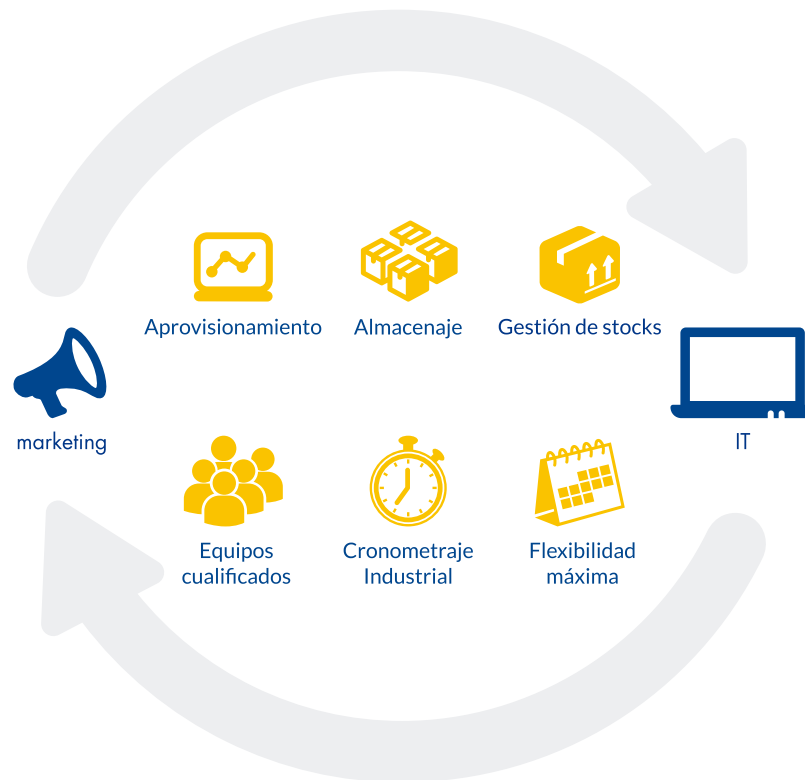 Aprovisionamiento
Almacenaje
Gestión de stocks
marketing
IT
Equipos
cualificados
Cronometraje
Industrial
Flexibilidad
máxima